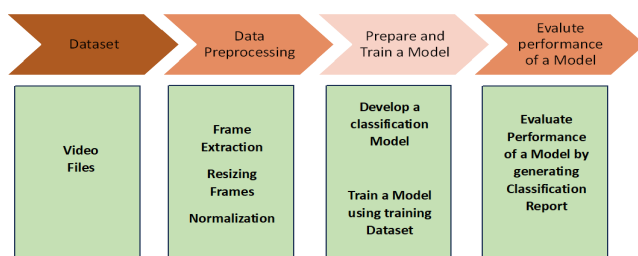 Dataset
Data
Preprocessing
Prepare and
Train a Model
Evalute
performance
of a Model
Video
Files
Frame
Extraction
Resizing
Frames
Normalization
Develop a
classification
Model
Train a Model
using training
Dataset
Evaluate
Performance
of a Model by
generating
Classification
Report